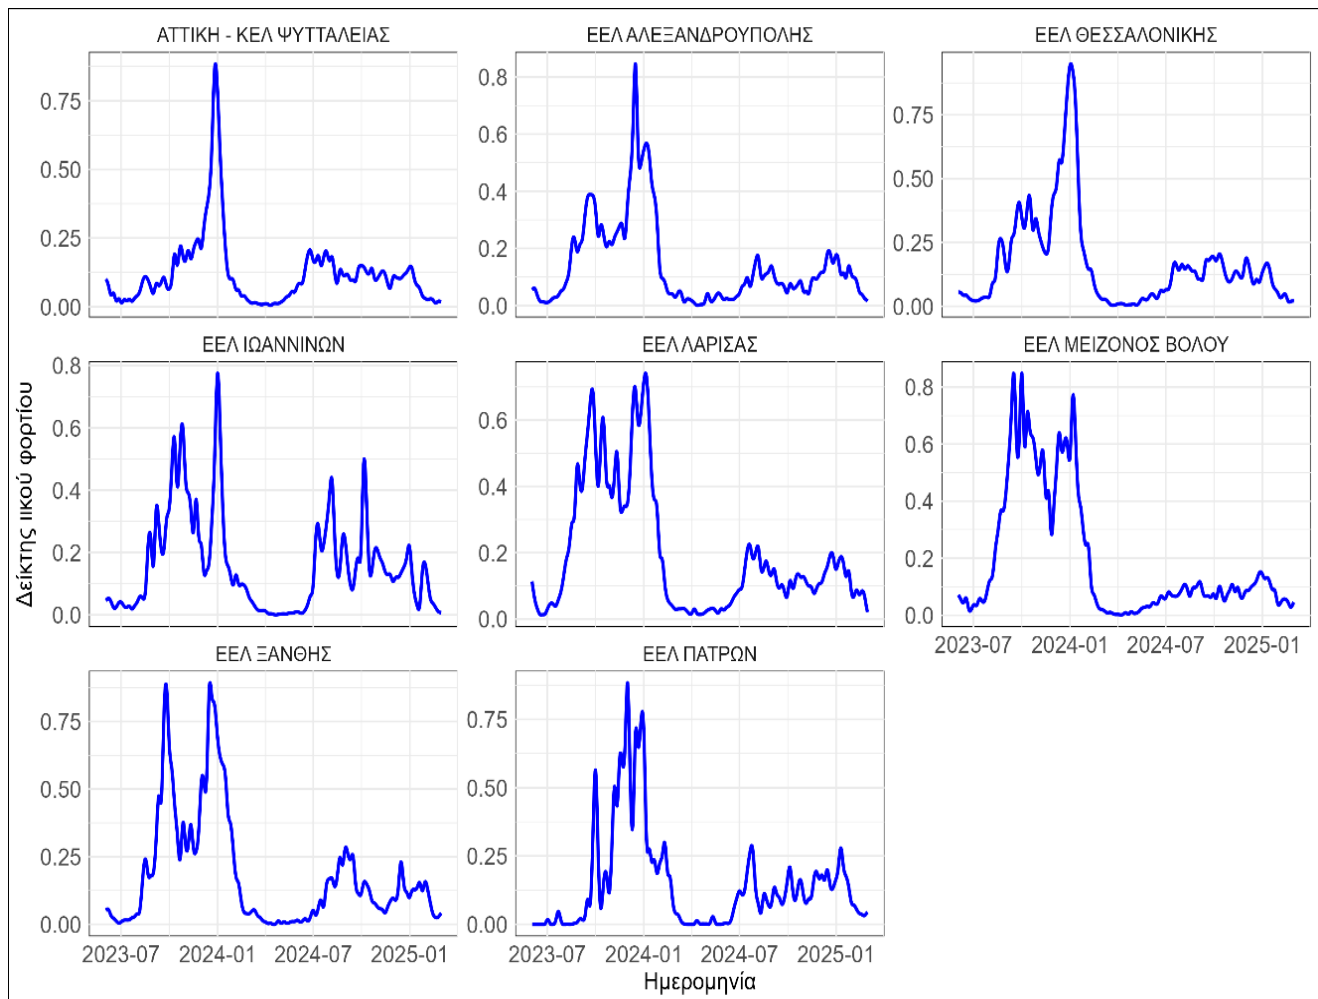 ΑΤΤΙΚΗ - ΚΕΛ ΨΥΤΤΑΛΕΙΑΣ
ΕΕΛ ΑΛΕΞΑΝΔΡΟΥΠΟΛΗΣ
ΕΕΛ ΘΕΣΣΑΛΟΝΙΚΗΣ
0.75
0.50
0.25
0.00
0.8
0.6
0.4
0.2
0.0
0.75
0.50
0.25
0.00
ΕΕΛ ΙΩΑΝΝΙΝΩΝ
ΕΕΛ ΛΑΡΙΣΑΣ
ΕΕΛ ΜΕΙΖΟΝΟΣ ΒΟΛΟΥ
Δείκτης ιικού φορτίου
0.8
0.6
0.4
0.2
0.0
0.6
0.4
0.2
0.0
0.8
0.6
0.4
0.2
0.0
2023-07 2024-01 2024-07 2025-01
ΕΕΛ ΞΑΝΘΗΣ
ΕΕΛ ΠΑΤΡΩΝ
0.75
0.50
0.25
0.00
0.75
0.50
0.25
0.00
2023-07 2024-01 2024-07 2025-01
2023-07 2024-01 2024-07 2025-01
Ημερομηνία